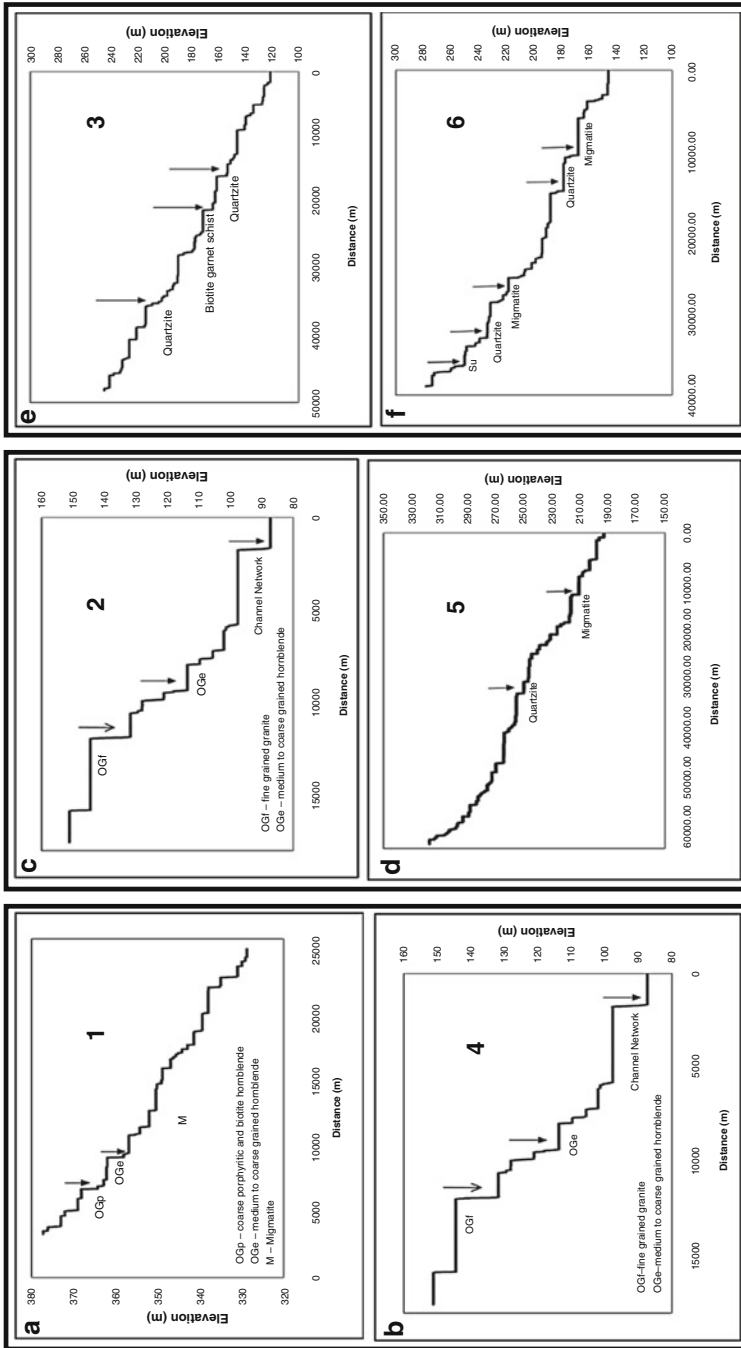 a
1
Elevation (m)
380
370
360
350
340
330
320
0
5000
10000
15000
20000
25000
Distance (m)
OGp
OGe
M
OGp – coarse porphyritic and biotite hornblende
OGe – medium to coarse grained hornblende
M – Migmatite
b
4
Elevation (m)
160
150
140
130
120
110
100
90
80
15000
10000
5000
0
Distance (m)
OGf
OGe
Channel Network
OGf–fine grained granite
OGe–medium to coarse grained hornblende
c
2
Elevation (m)
160
150
140
130
120
110
100
90
80
15000
10000
5000
0
Distance (m)
OGf
OGe
Channel Network
OGf – fine grained granite
OGe – medium to coarse grained hornblende
d
5
Elevation (m)
350.00
330.00
310.00
290.00
270.00
250.00
230.00
210.00
190.00
170.00
150.00
60000.00
50000.00
40000.00
30000.00
20000.00
10000.00
0.00
Distance (m)
Quartzite
Migmatite
e
3
Elevation (m)
300
280
260
240
220
200
180
160
140
120
100
50000
40000
30000
20000
10000
0
Distance (m)
Quartzite
Biotite garnet schist
Quartzite
f
6
Elevation (m)
300
280
260
240
220
200
180
160
140
120
100
40000.00
30000.00
20000.00
10000.00
0.00
Distance (m)
Su
Quartzite
Migmatite
Quartzite
Migmatite